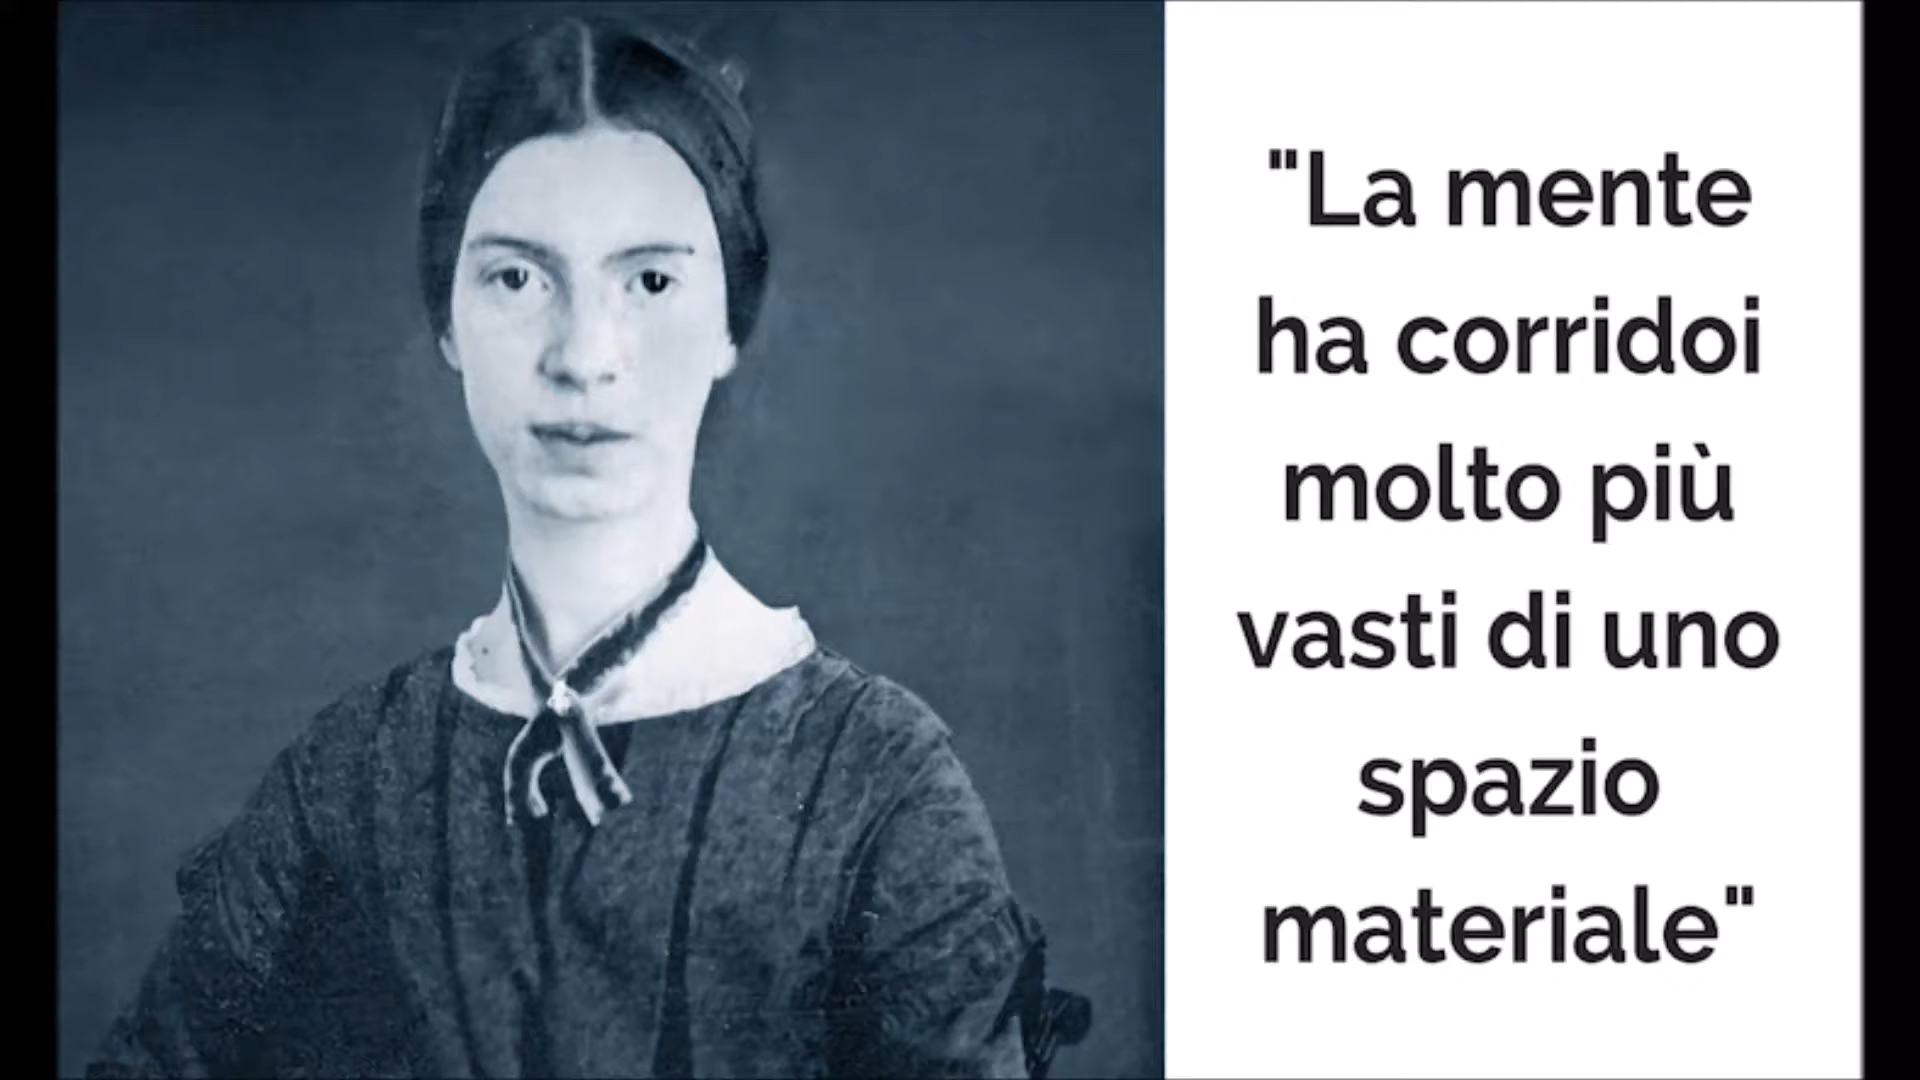 "La mente
ha corridoi
molto più
vasti di uno
spazio
materiale"